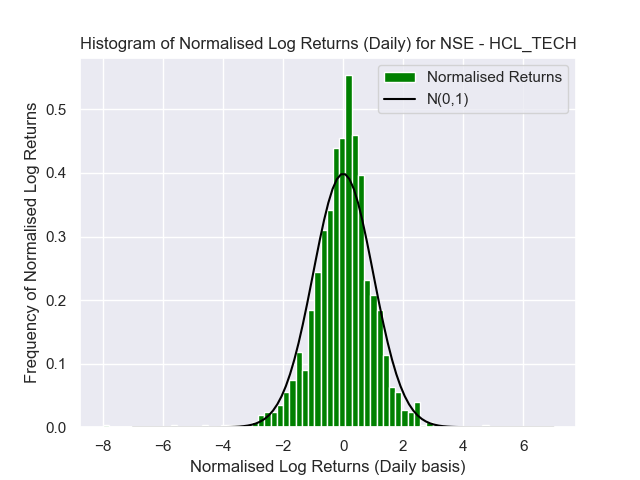 Histogram of Normalised Log Returns (Daily) for NSE - HCL_TECH
Normalised Returns
N(0,1)
Frequency of Normalised Log Returns
0.5
0.4
0.3
0.2
0.1
0.0
−8 −6 −4 −2 0 2 4 6
Normalised Log Returns (Daily basis)